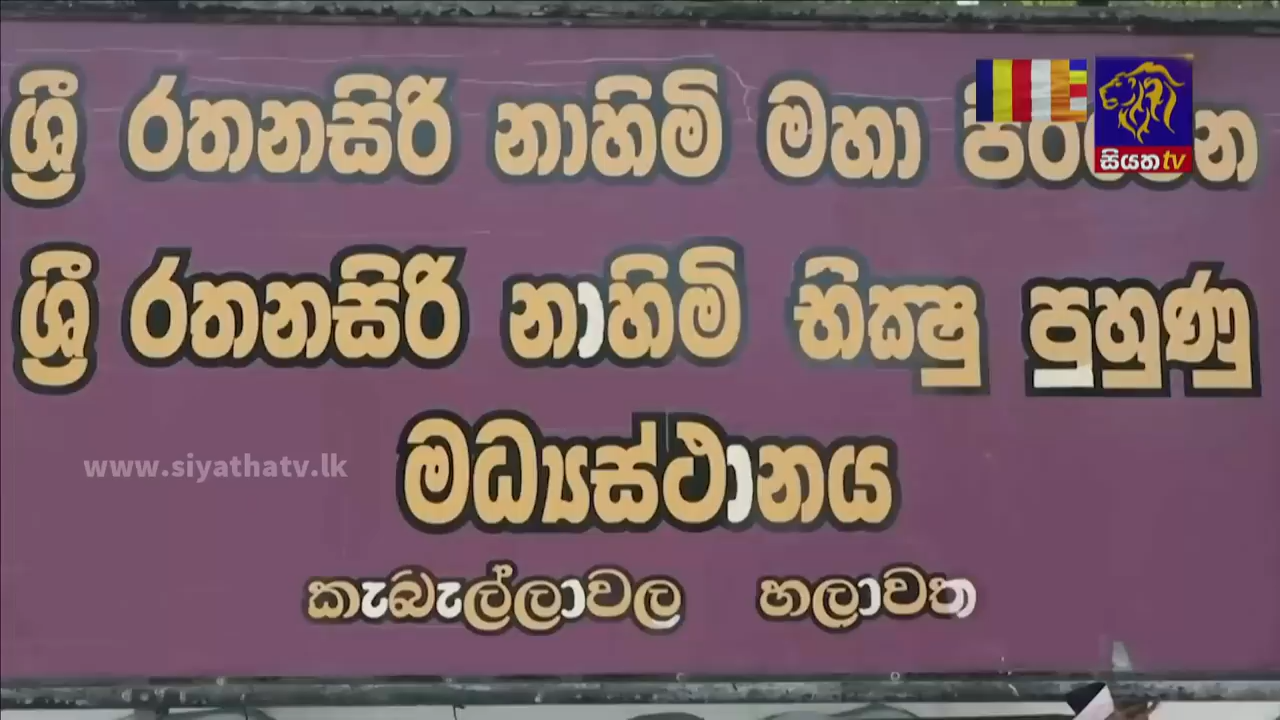 ශ්‍රී රතනසිරි නාහිමි මහා
ශ්‍රී රතනසිරි නාහිමි භික්ෂු පුහුණු
මධ්‍යස්ථානය
කැබැල්ලාවල හලාවත
සියත tv
www.siyathatv.lk